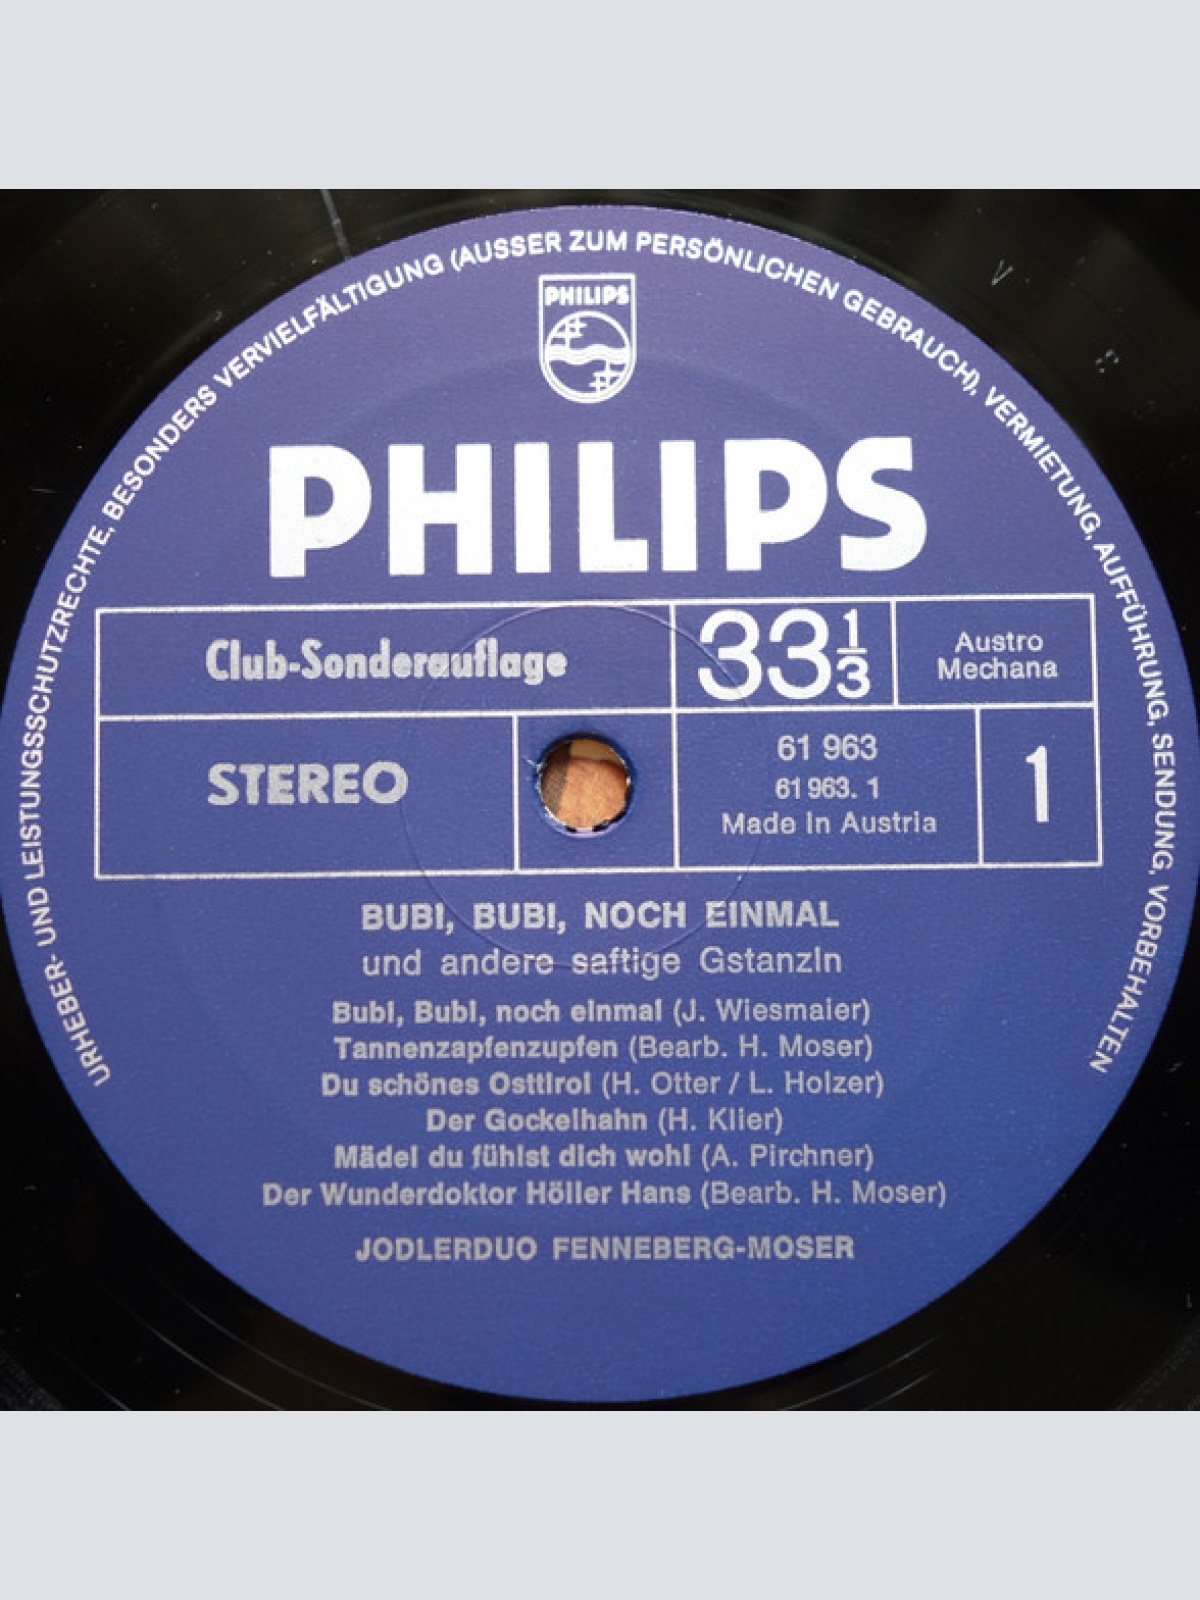 URHEBER- UND LEISTUNGSSCHUTZRECHTE, BESONDERS VERVIELFÄLTIGUNG (AUSSER ZUM PERSÖNLICHEN GEBRAUCH), VERMIETUNG, AUFFÜHRUNG, SENDUNG, VORBEHALTEN
PHILIPS
PHILIPS
Club-Sonderauflage
33 1/3
Austro
Mechana
STEREO
61 963
61 963. 1
Made in Austria
1
BUBI, BUBI, NOCH EINMAL
und andere saftige Gstanzln
Bubi, Bubi, noch einmal (J. Wiesmaier)
Tannenzapfenzupfen (Bearb. H. Moser)
Du schönes Osttirol (H. Otter / L. Holzer)
Der Gockelhahn (H. Klier)
Mädel du fühlst dich wohl (A. Pirchner)
Der Wunderdoktor Höller Hans (Bearb. H. Moser)
JODLERDUO FENNEBERG-MOSER